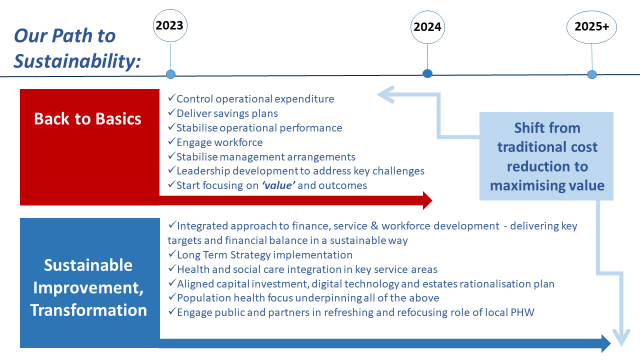 Our Path to
Sustainability:
2023
2024
2025+
Back to Basics
✓Control operational expenditure
✓Deliver savings plans
✓Stabilise operational performance
✓Engage workforce
✓Stabilise management arrangements
✓Leadership development to address key challenges
✓Start focusing on ‘value’ and outcomes
Shift from
traditional cost
reduction to
maximising value
Sustainable
Improvement,
Transformation
✓Integrated approach to finance, service & workforce development - delivering key
targets and financial balance in a sustainable way
✓Long Term Strategy implementation
✓Health and social care integration in key service areas
✓Aligned capital investment, digital technology and estates rationalisation plan
✓Population health focus underpinning all of the above
✓Engage public and partners in refreshing and refocusing role of local PHW